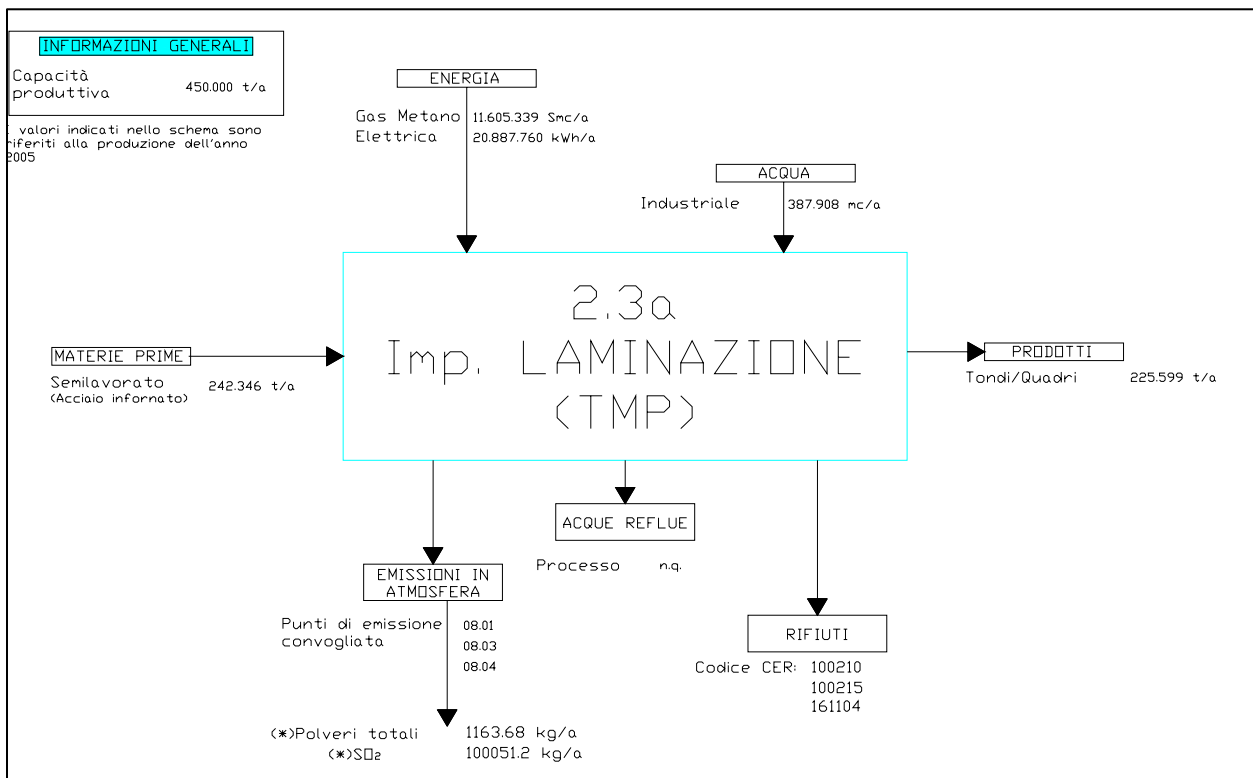 INFORMAZIONI GENERALI
Capacità
produttiva 450.000 t/a
I valori indicati nello schema sono
riferiti alla produzione dell'anno
2005
ENERGIA
Gas Metano 11.605.339 Smc/a
Elettrica 20.887.760 kWh/a
ACQUA
Industriale 387.908 mc/a
2.3a
Imp. LAMINAZIONE
(TMP)
MATERIE PRIME
Semilavorato 242.346 t/a
(Acciaio infornato)
PRODOTTI
Tondi/Quadri 225.599 t/a
ACQUE REFLUE
Processo n.q.
EMISSIONI IN
ATMOSFERA
Punti di emissione 08.01
convogliata 08.03
08.04
RIFIUTI
Codice CER: 100210
100215
161104
(*)Polveri totali 1163.68 kg/a
(*)SO₂ 100051.2 kg/a